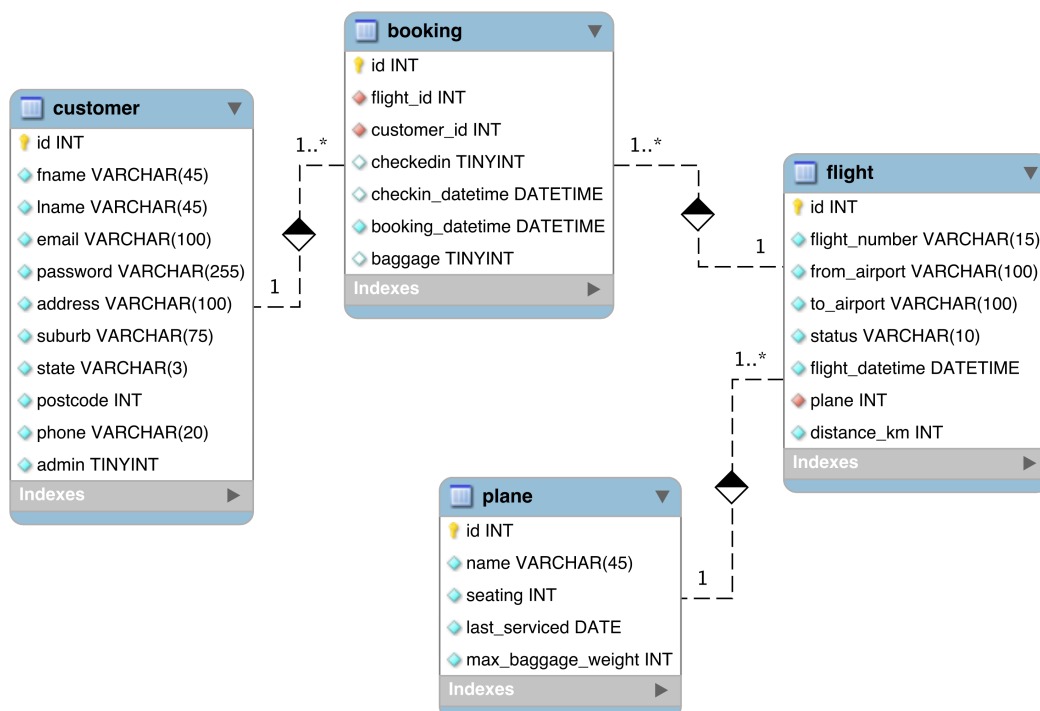 booking
id INT
flight_id INT
customer_id INT
checkedin TINYINT
checkin_datetime DATETIME
booking_datetime DATETIME
baggage TINYINT
Indexes
customer
id INT
fname VARCHAR(45)
lname VARCHAR(45)
email VARCHAR(100)
password VARCHAR(255)
address VARCHAR(100)
suburb VARCHAR(75)
state VARCHAR(3)
postcode INT
phone VARCHAR(20)
admin TINYINT
Indexes
1..*
1
1..*
1
flight
id INT
flight_number VARCHAR(15)
from_airport VARCHAR(100)
to_airport VARCHAR(100)
status VARCHAR(10)
flight_datetime DATETIME
plane INT
distance_km INT
Indexes
1..*
1
plane
id INT
name VARCHAR(45)
seating INT
last_serviced DATE
max_baggage_weight INT
Indexes